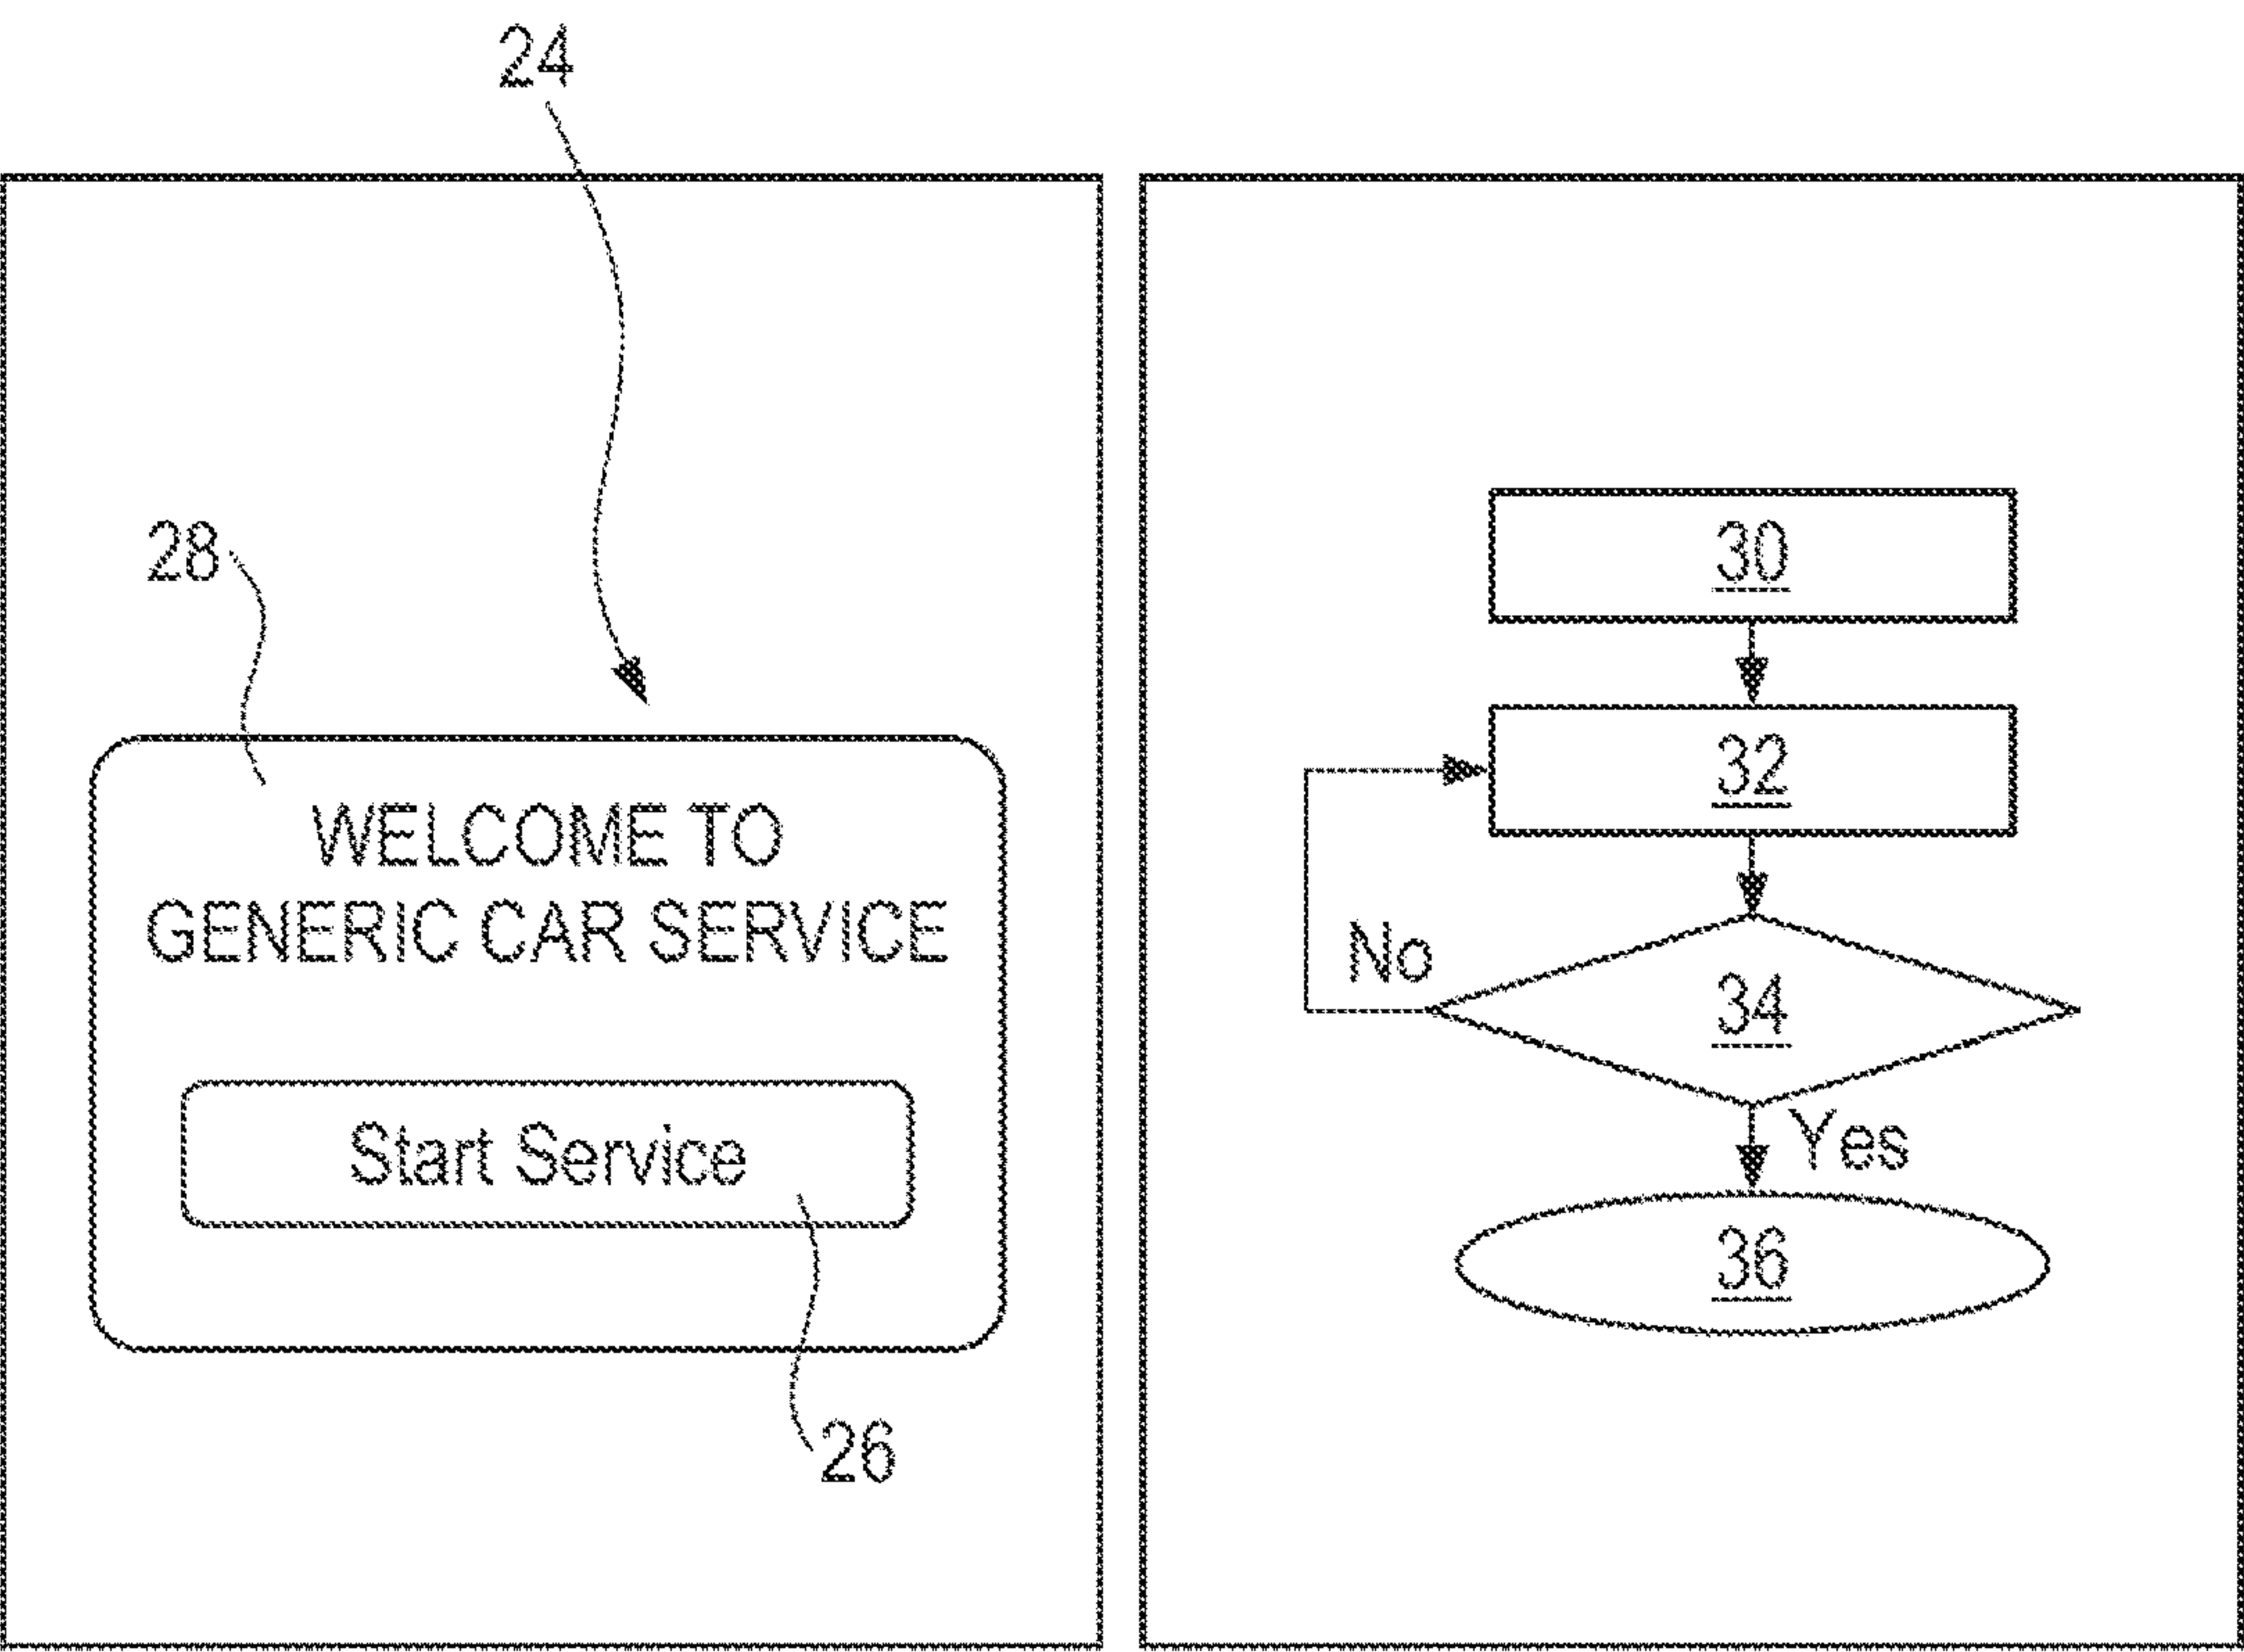 24
28
WELCOME TO
GENERIC CAR SERVICE
Start Service
26
30
32
No
34
Yes
36